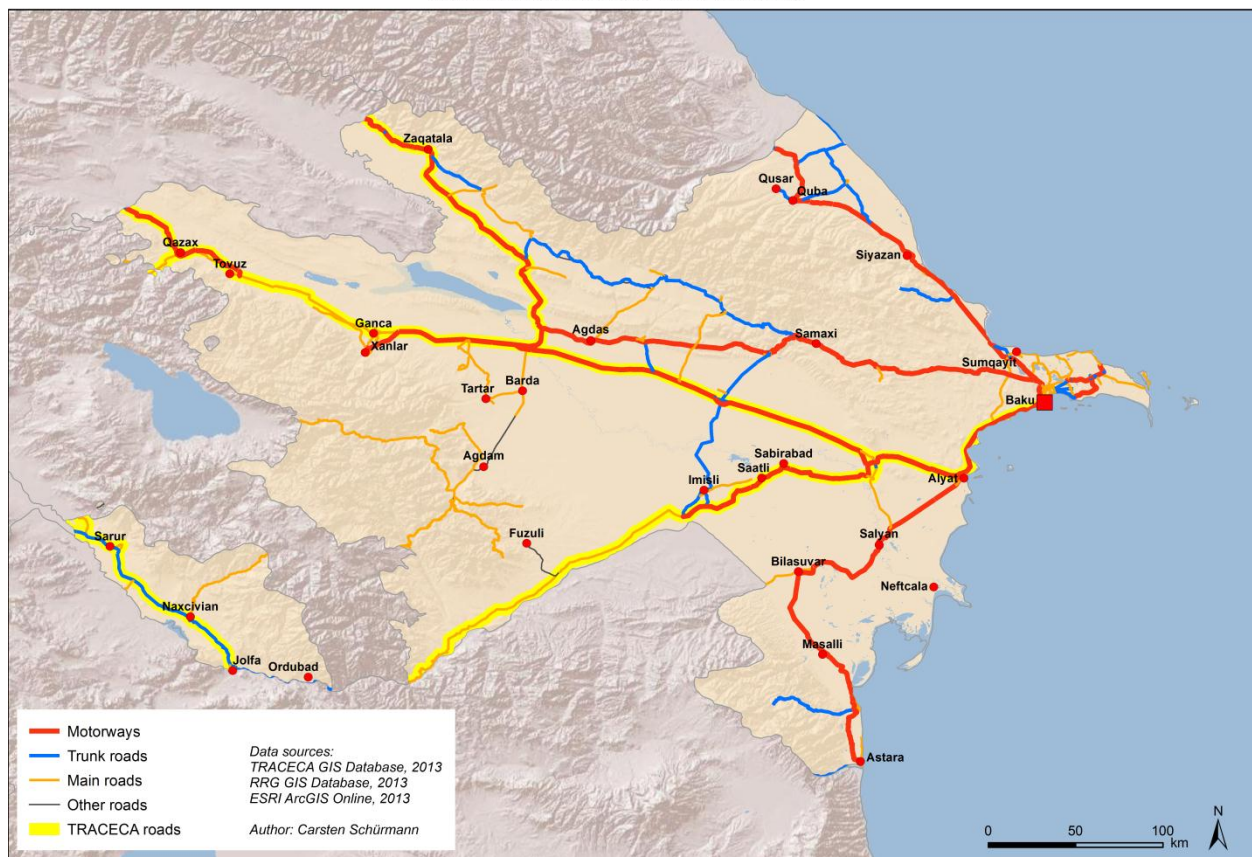 Zaqatala
Qusar
Quba
Qazax
Tovuz
Siyazan
Ganca
Xanlar
Agdas
Samaxi
Sumqayit
Tartar
Barda
Baku
Agdam
Sabirabad
Saatli
Imisli
Alyat
Sarur
Fuzuli
Salyan
Bilasuvar
Neftcala
Naxcivian
Masalli
Jolfa
Ordubad
Astara
Motorways
Trunk roads
Main roads
Other roads
TRACECA roads
Data sources:
TRACECA GIS Database, 2013
RRG GIS Database, 2013
ESRI ArcGIS Online, 2013
Author: Carsten Schürmann
0 50 100
km
N